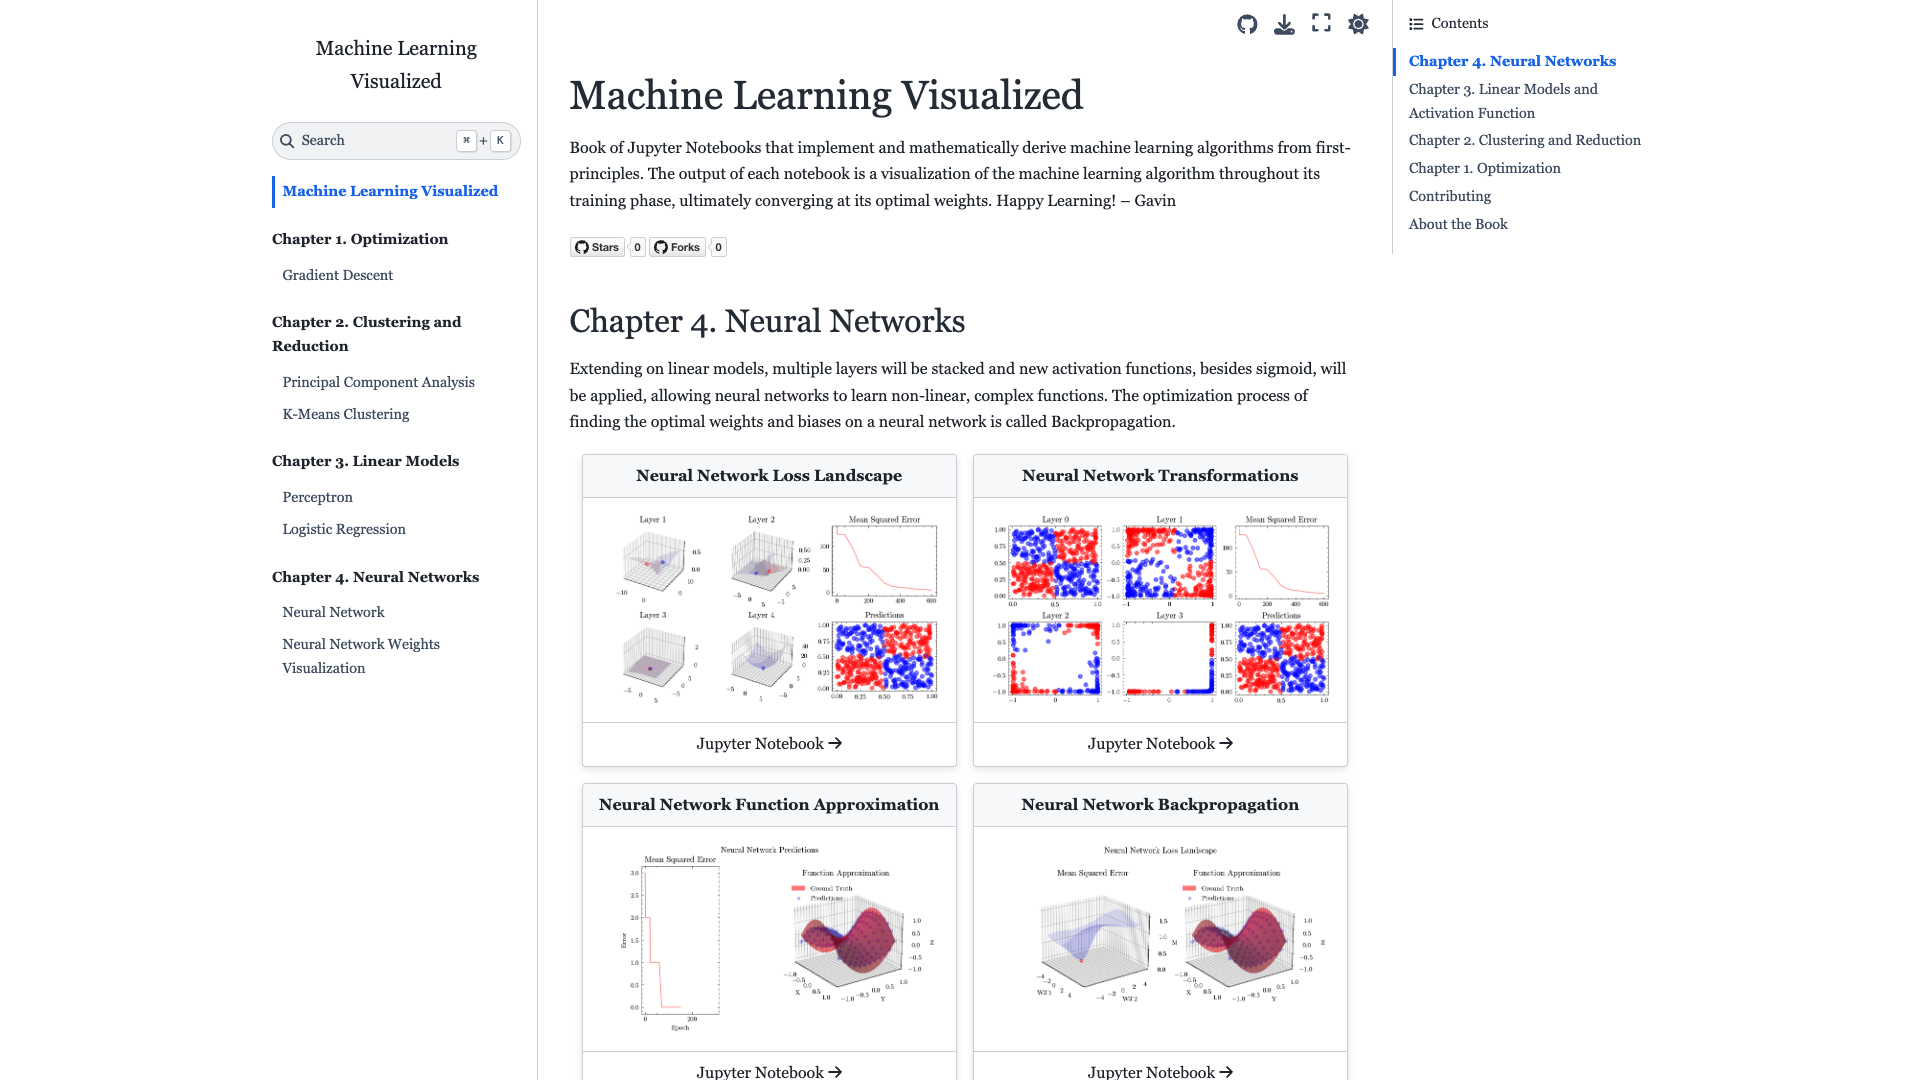 Machine Learning
Visualized
Search
⌘ + K
Machine Learning Visualized
Chapter 1. Optimization
Gradient Descent
Chapter 2. Clustering and
Reduction
Principal Component Analysis
K-Means Clustering
Chapter 3. Linear Models
Perceptron
Logistic Regression
Chapter 4. Neural Networks
Neural Network
Neural Network Weights
Visualization
Machine Learning Visualized
Book of Jupyter Notebooks that implement and mathematically derive machine learning algorithms from first-
principles. The output of each notebook is a visualization of the machine learning algorithm throughout its
training phase, ultimately converging at its optimal weights. Happy Learning! – Gavin
Stars 0 Forks 0
Chapter 4. Neural Networks
Extending on linear models, multiple layers will be stacked and new activation functions, besides sigmoid, will
be applied, allowing neural networks to learn non-linear, complex functions. The optimization process of
finding the optimal weights and biases on a neural network is called Backpropagation.
Neural Network Loss Landscape
Layer 1 Layer 2 Mean Squared Error
Layer 3 Layer 4 Predictions
Jupyter Notebook →
Neural Network Transformations
Layer 0 Layer 1 Mean Squared Error
Layer 2 Layer 3 Predictions
Jupyter Notebook →
Neural Network Function Approximation
Neural Network Predictions
Mean Squared Error
Function Approximation
Ground Truth
Predictions
Error
Epoch
X Y Z
Jupyter Notebook →
Neural Network Backpropagation
Neural Network Loss Landscape
Mean Squared Error Function Approximation
Ground Truth
Predictions
X Y Z
Jupyter Notebook →
Contents
Chapter 4. Neural Networks
Chapter 3. Linear Models and
Activation Function
Chapter 2. Clustering and Reduction
Chapter 1. Optimization
Contributing
About the Book